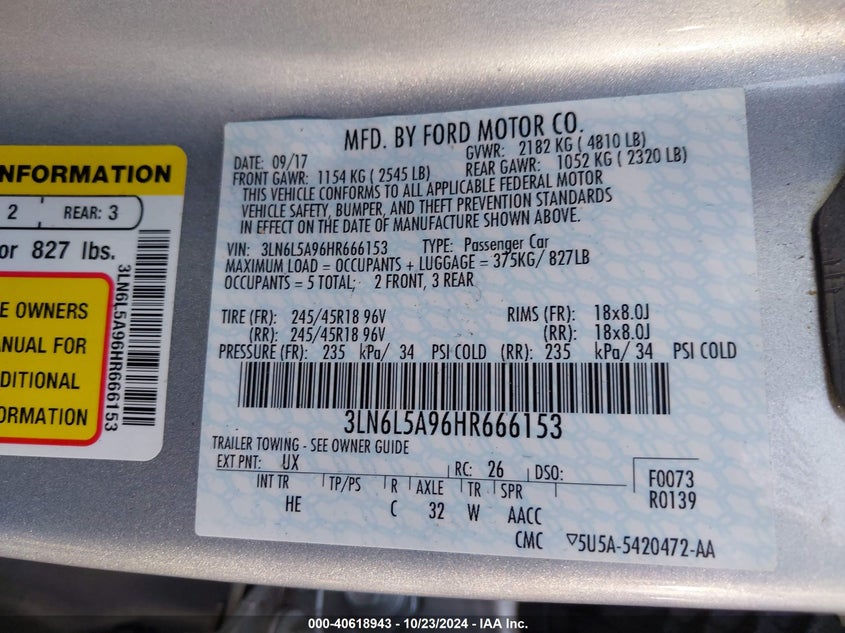 NFORMATION
2 REAR: 3
or 827 lbs.
E OWNERS
ANUAL FOR
DITIONAL
ORMATION
3LN6L5A96HR666153
MFD. BY FORD MOTOR CO.
DATE: 09/17 GVWR: 2182 KG ( 4810 LB)
FRONT GAWR: 1154 KG ( 2545 LB) REAR GAWR: 1052 KG ( 2320 LB)
THIS VEHICLE CONFORMS TO ALL APPLICABLE FEDERAL MOTOR
VEHICLE SAFETY, BUMPER, AND THEFT PREVENTION STANDARDS
IN EFFECT ON THE DATE OF MANUFACTURE SHOWN ABOVE.
VIN: 3LN6L5A96HR666153 TYPE: Passenger Car
MAXIMUM LOAD = OCCUPANTS + LUGGAGE = 375KG/ 827LB
OCCUPANTS = 5 TOTAL; 2 FRONT, 3 REAR
TIRE (FR): 245/45R18 96V RIMS (FR): 18x8.0J
(RR): 245/45R18 96V (RR): 18x8.0J
PRESSURE (FR): 235 kPa/ 34 PSI COLD (RR): 235 kPa/ 34 PSI COLD
3LN6L5A96HR666153
TRAILER TOWING - SEE OWNER GUIDE
EXT PNT: UX RC: 26 DSO: F0073
INT TR TP/PS R AXLE TR SPR R0139
HE C 32 W AACC
CMC ▽5U5A-5420472-AA
000-40618943 - 10/23/2024 - IAA Inc.